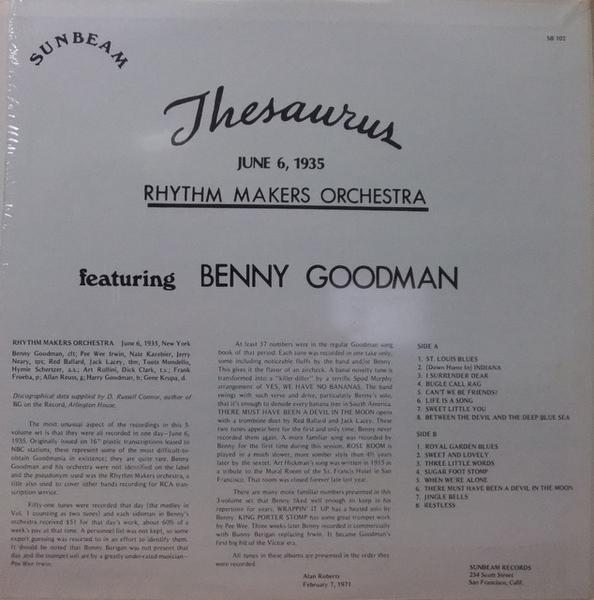 SUNBEAM
SB 102
Thesaurus
JUNE 6, 1935
RHYTHM MAKERS ORCHESTRA
featuring BENNY GOODMAN
RHYTHM MAKERS ORCHESTRA June 6, 1935, New York
Benny Goodman, clt; Pee Wee Irwin, Nate Kazebier, Jerry
Neary, tps; Red Ballard, Jack Lacey, tbn; Toots Mondello,
Hymie Schertzer, a.s.; Art Rollini, Dick Clark, t.s.; Frank
Froeba, p; Allan Reuss, g; Harry Goodman, b; Gene Krupa, d.
Discographical data supplied by D. Russell Connor, author of
BG on the Record, Arlington House.
The most unusual aspect of the recordings in this 3-
volume set is that they were all recorded in one day—June 6,
1935. Originally issued on 16" plastic transcriptions leased to
NBC stations, these represent some of the most difficult-to-
obtain Goodmania in existence; they are quite rare. Benny
Goodman and his orchestra were not identified on the label
and the pseudonym used was the Rhythm Makers orchestra, a
title also used to cover other bands recording for RCA tran-
scription service.
Fifty-one tunes were recorded that day (the medley in
Vol. 1 counting as two tunes) and each sideman in Benny's
orchestra received $51 for that day's work, about 60% of a
week's pay at that time. A personnel list was not kept, so some
expert guessing was resorted to in an effort to identify them.
It should be noted that Bunny Berigan was not present that
day and the trumpet solos are by a greatly under-rated musician—
Pee Wee Irwin.
At least 37 numbers were in the regular Goodman song
book of that period. Each tune was recorded in one take only,
some including noticeable fluffs by the band and/or Benny.
This gives it the flavor of an aircheck. A band novelty tune is
transformed into a "killer-diller" by a terrific Spud Murphy
arrangement of YES, WE HAVE NO BANANAS. The band
swings with such verve and drive, particularly Benny's solo,
that it's enough to denude every banana tree in South America.
THERE MUST HAVE BEEN A DEVIL IN THE MOON opens
with a trombone duet by Red Ballard and Jack Lacey. These
two tunes appear here for the first and only time; Benny never
recorded them again. A more familiar song was recorded by
Benny for the first time during this session. ROSE ROOM is
played in a much slower, more somber style than 4½ years
later by the sextet. Art Hickman's song was written in 1915 as
a tribute to the Mural Room of the St. Francis Hotel in San
Francisco. That room was closed forever late last year.
There are many more familiar numbers presented in this
3-volume set that Benny liked well enough to keep in his
repertoire for years. WRAPPIN' IT UP has a heated solo by
Benny. KING PORTER STOMP has some great trumpet work
by Pee Wee. Three weeks later Benny recorded it commercially
with Bunny Berigan replacing Irwin. It became Goodman's
first big hit of the Victor era.
All tunes in these albums are presented in the order they
were recorded.
Alan Roberts
February 7, 1971
SIDE A
1. ST. LOUIS BLUES
2. (Down Home In) INDIANA
3. I SURRENDER DEAR
4. BUGLE CALL RAG
5. CAN'T WE BE FRIENDS?
6. LIFE IS A SONG
7. SWEET LITTLE YOU
8. BETWEEN THE DEVIL AND THE DEEP BLUE SEA
SIDE B
1. ROYAL GARDEN BLUES
2. SWEET AND LOVELY
3. THREE LITTLE WORDS
4. SUGAR FOOT STOMP
5. WHEN WE'RE ALONE
6. THERE MUST HAVE BEEN A DEVIL IN THE MOON
7. JINGLE BELLS
8. RESTLESS
SUNBEAM RECORDS
234 Scott Street
San Francisco, Calif.